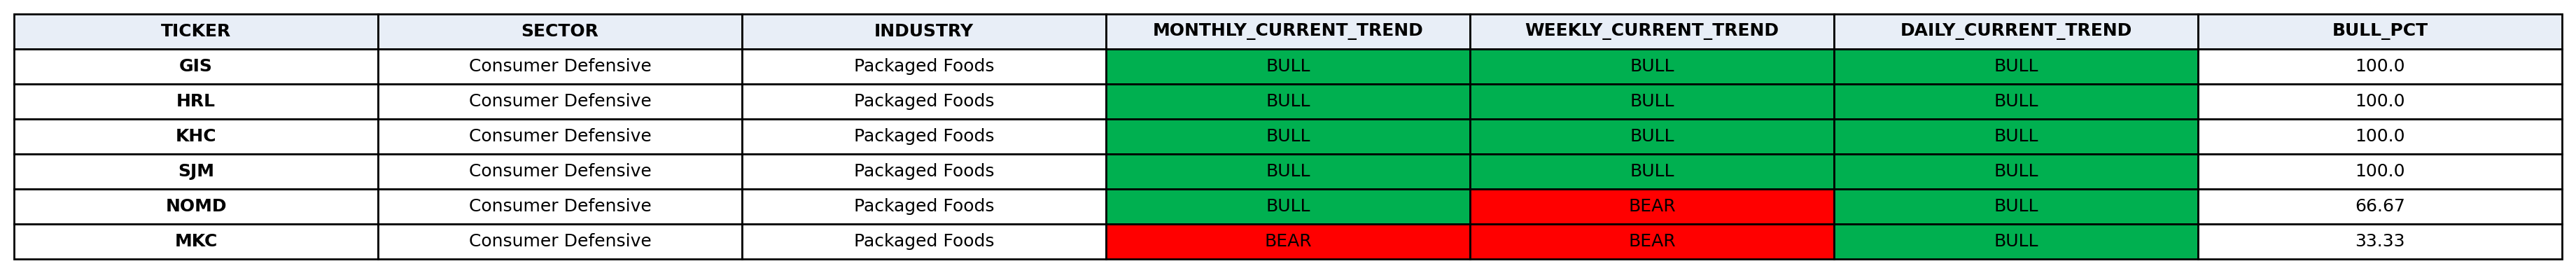 TICKER SECTOR INDUSTRY MONTHLY_CURRENT_TREND WEEKLY_CURRENT_TREND DAILY_CURRENT_TREND BULL_PCT
GIS Consumer Defensive Packaged Foods BULL BULL BULL 100.0
HRL Consumer Defensive Packaged Foods BULL BULL BULL 100.0
KHC Consumer Defensive Packaged Foods BULL BULL BULL 100.0
SJM Consumer Defensive Packaged Foods BULL BULL BULL 100.0
NOMD Consumer Defensive Packaged Foods BULL BEAR BULL 66.67
MKC Consumer Defensive Packaged Foods BEAR BEAR BULL 33.33